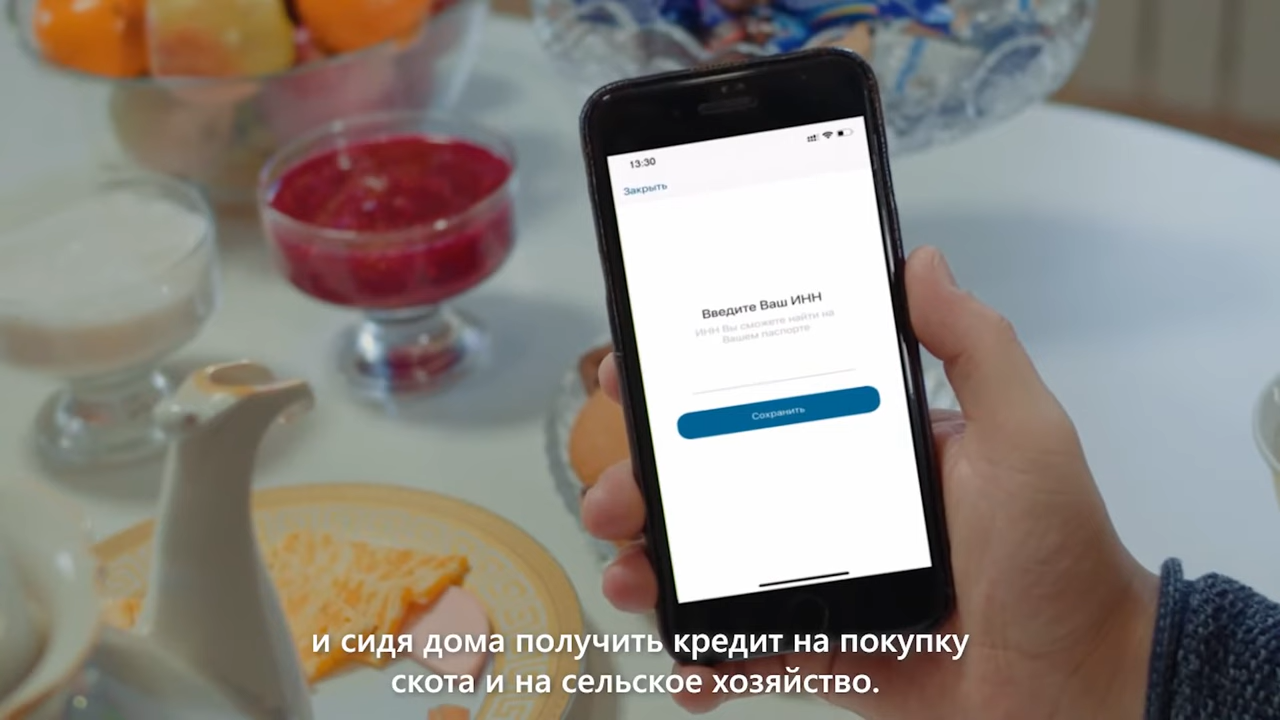 13:30
Закрыть
Введите Ваш ИНН
ИНН Вы сможете найти на
Вашем паспорте
Сохранить
и сидя дома получить кредит на покупку
скота и на сельское хозяйство.